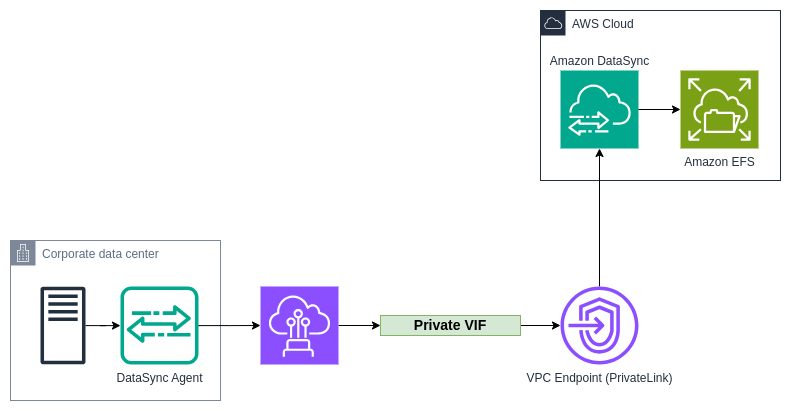 AWS Cloud
Amazon DataSync
Amazon EFS
Corporate data center
DataSync Agent
Private VIF
VPC Endpoint (PrivateLink)